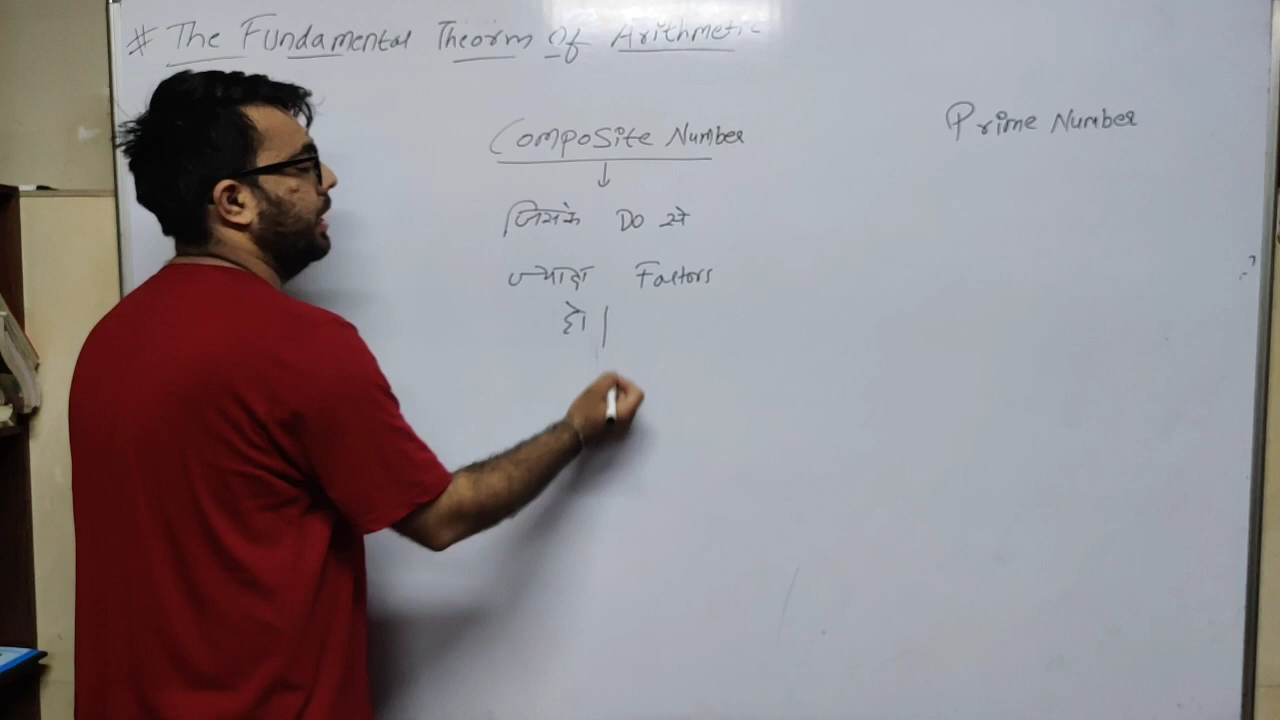 # The Fundamental Theorm Of Arithmetic
Composite Number
Prime Number
जिसके Do से
ज्यादा Factors
हो |